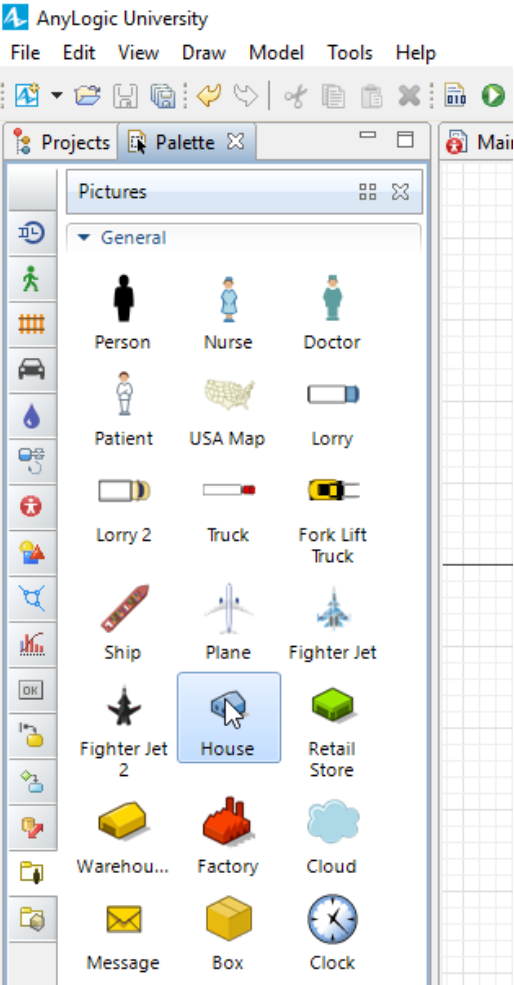 AnyLogic University
File Edit View Draw Model Tools Help
010
Projects Palette
Mai
Pictures
General
Person Nurse Doctor
Patient USA Map Lorry
Lorry 2 Truck Fork Lift
Truck
Ship Plane Fighter Jet
Fighter Jet House Retail
2 Store
Warehou... Factory Cloud
Message Box Clock
OK